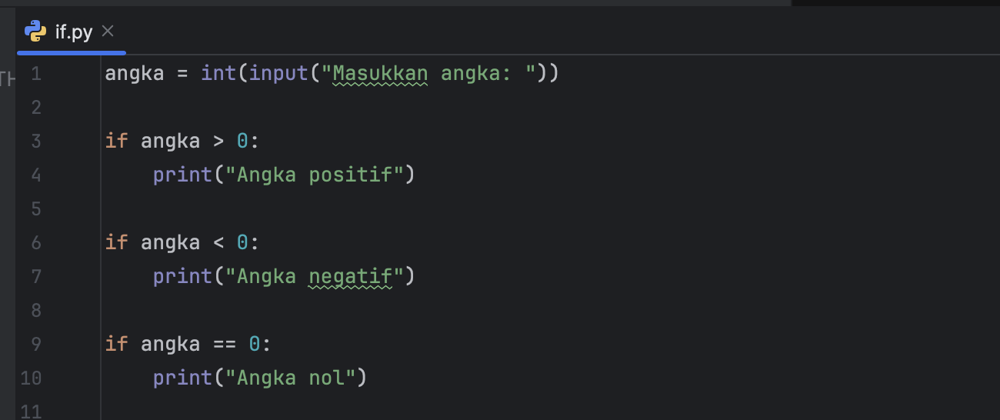 if.py
TH
1 angka = int(input("Masukkan angka: "))
2
3 if angka > 0:
4     print("Angka positif")
5
6 if angka < 0:
7     print("Angka negatif")
8
9 if angka == 0:
10     print("Angka nol")
11